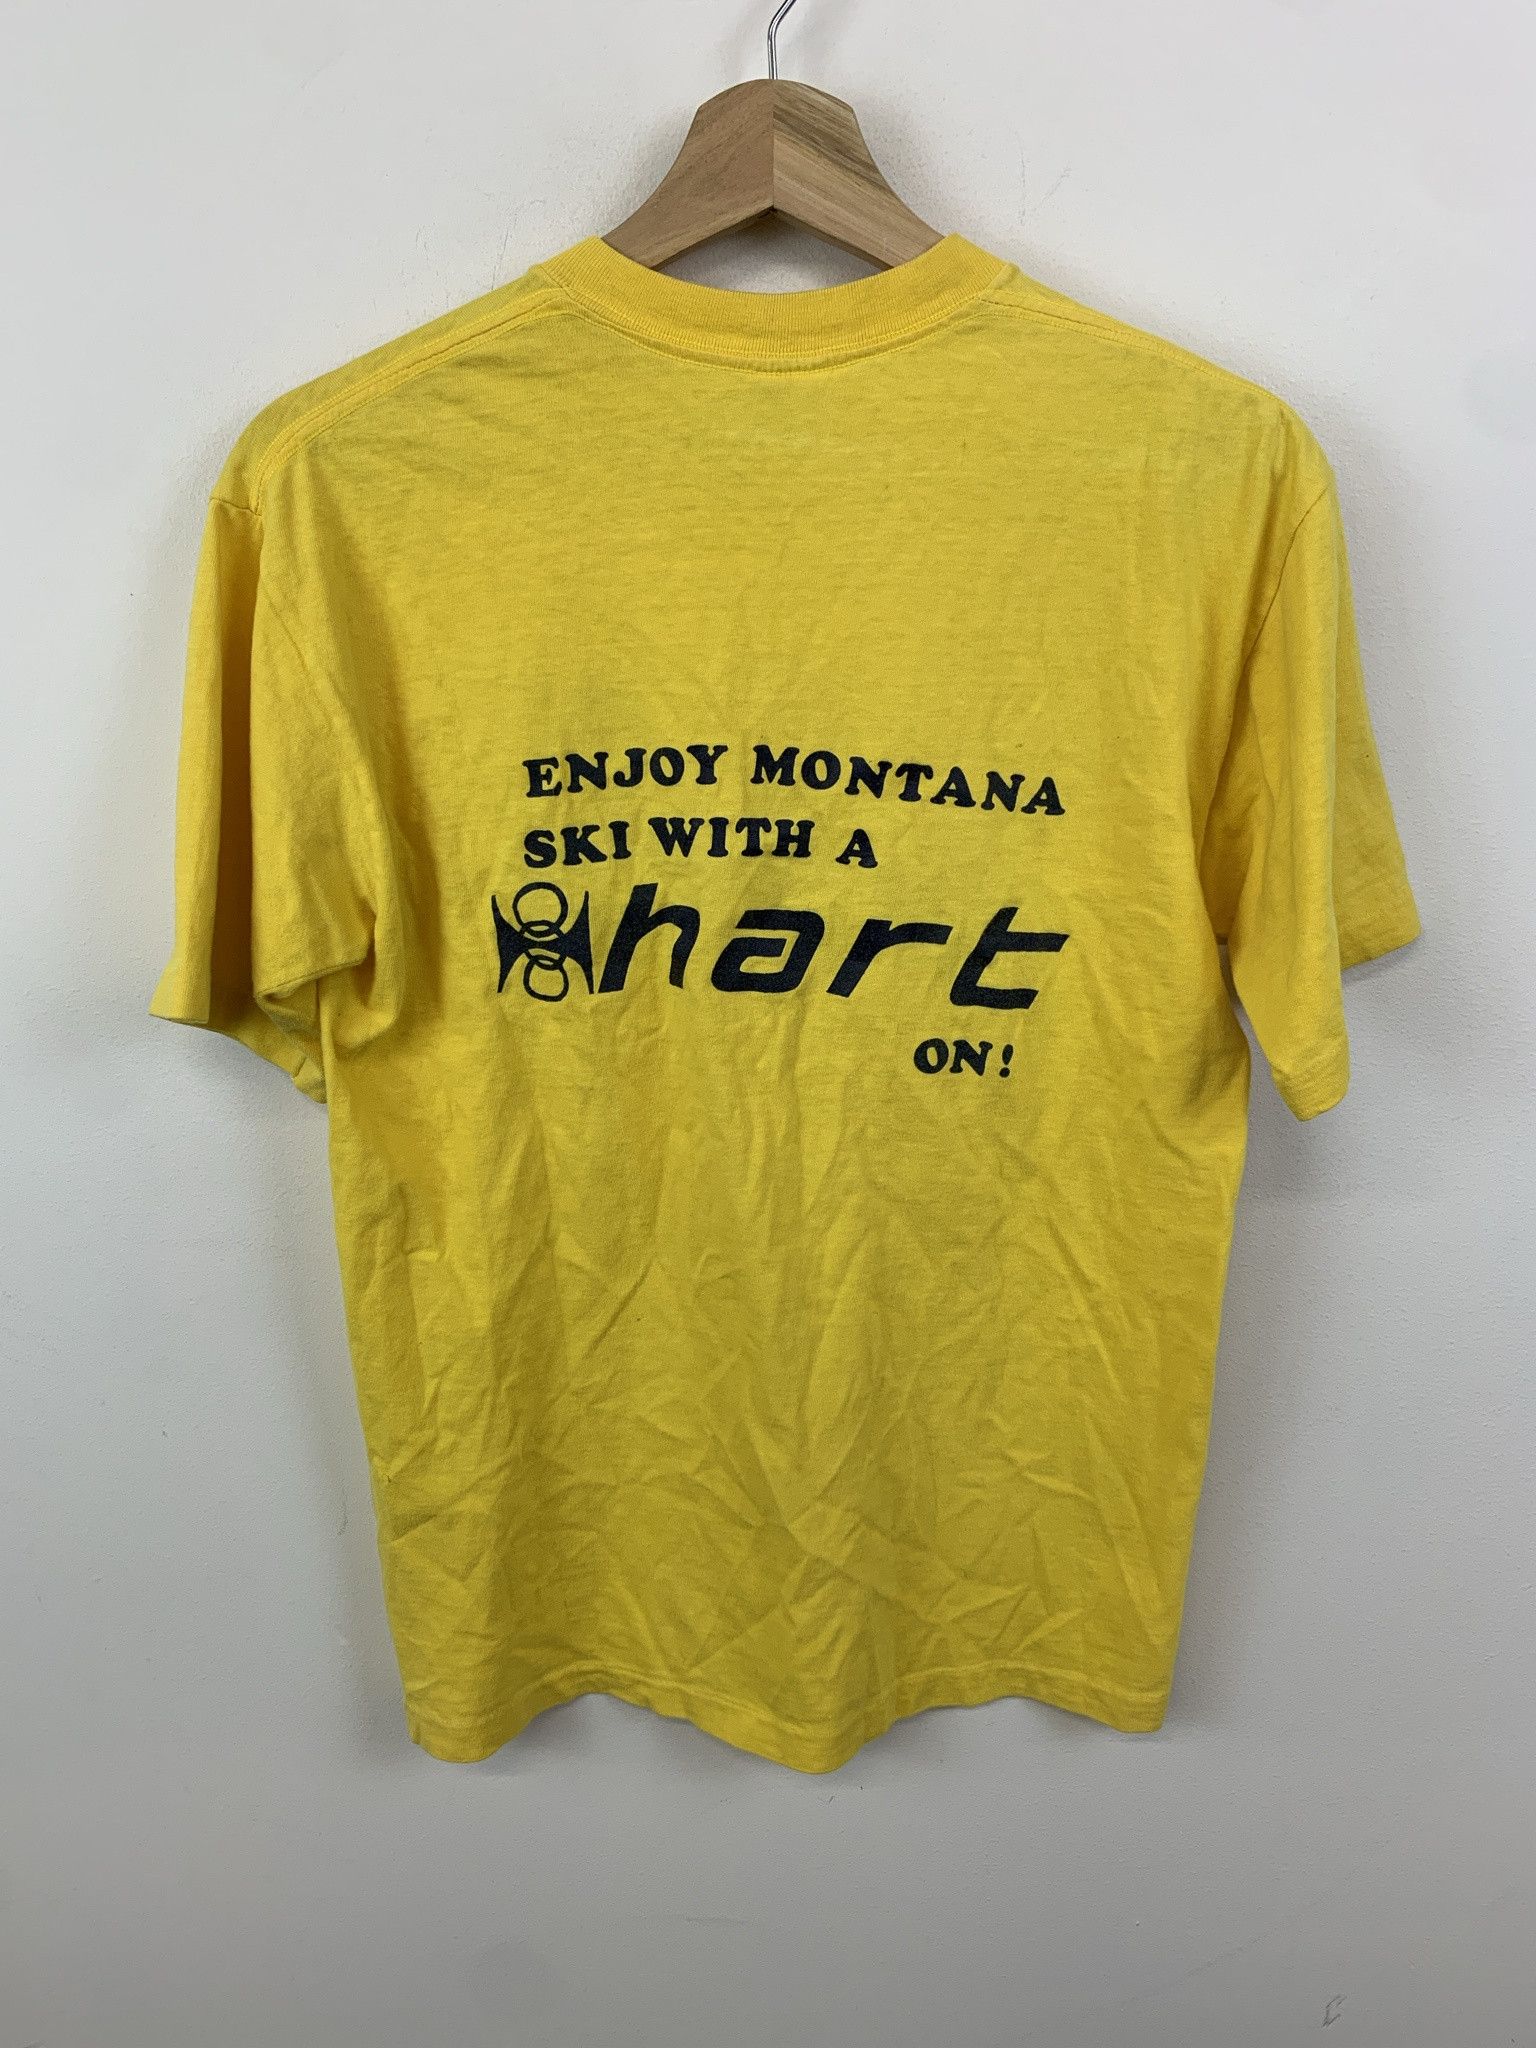 ENJOY MONTANA
SKI WITH A
hart
ON!